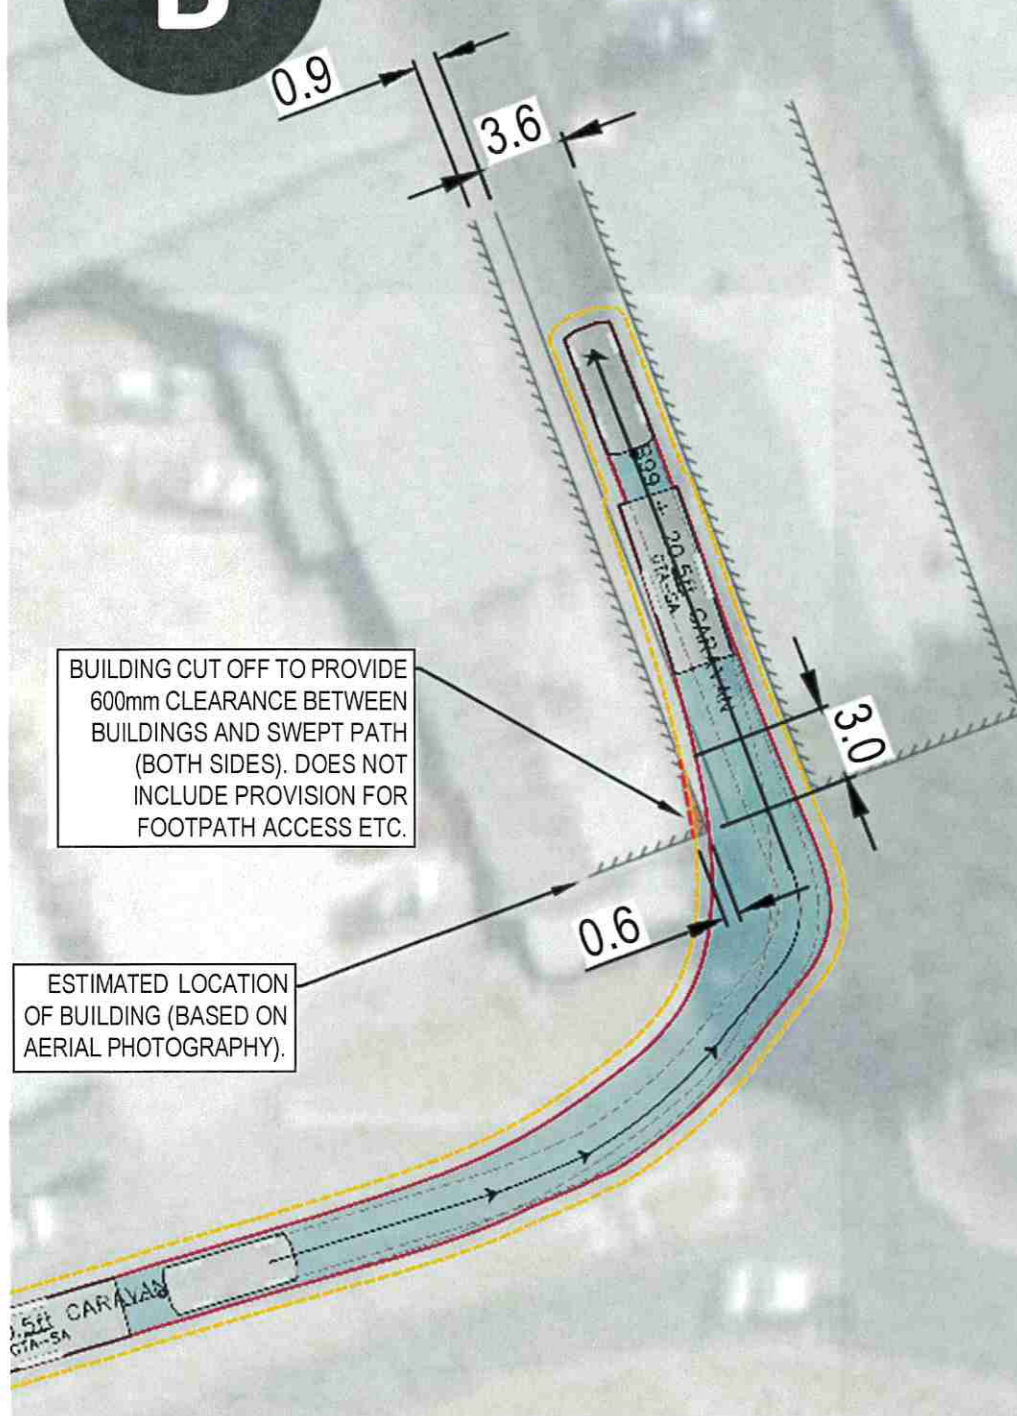 B
0.9
3.6
B99 + 20.5ft CARAVAN
GTA-SA
BUILDING CUT OFF TO PROVIDE
600mm CLEARANCE BETWEEN
BUILDINGS AND SWEPT PATH
(BOTH SIDES). DOES NOT
INCLUDE PROVISION FOR
FOOTPATH ACCESS ETC.
3.0
0.6
ESTIMATED LOCATION
OF BUILDING (BASED ON
AERIAL PHOTOGRAPHY).
.5ft CARAVAN
GTA-SA